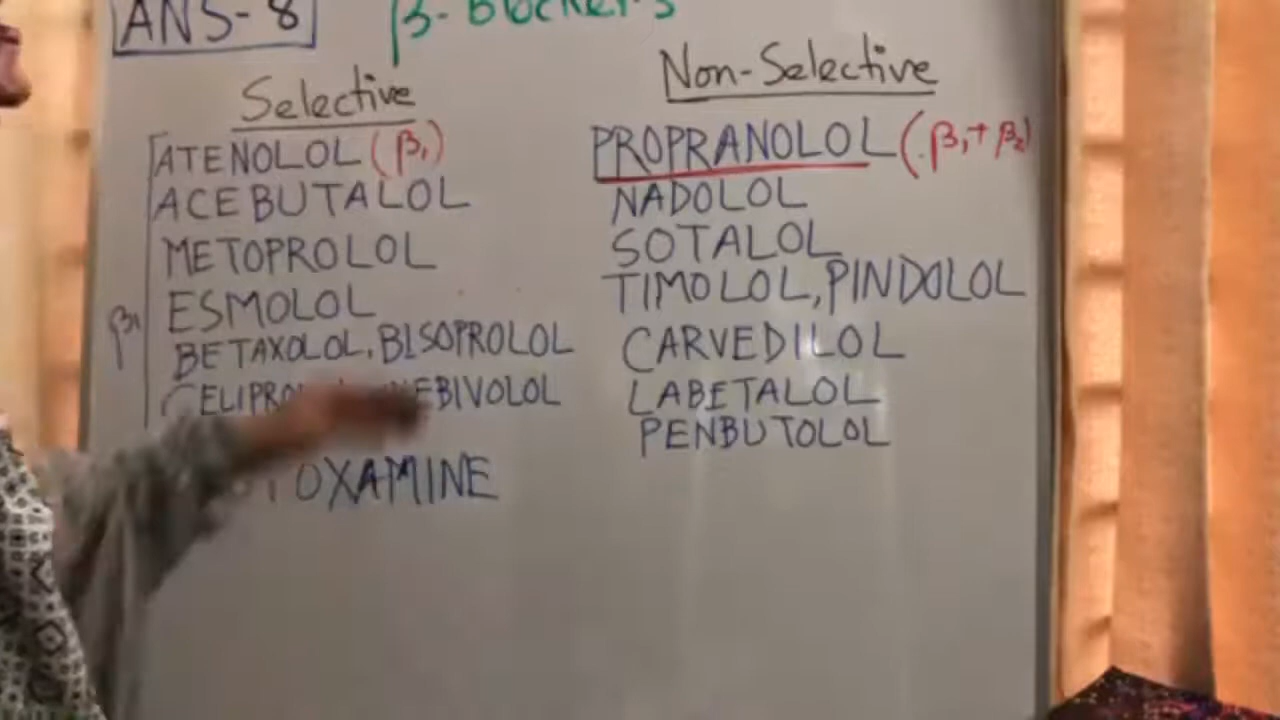 ANS-8 β-Blockers
Selective
ATENOLOL (β₁)
ACEBUTALOL
METOPROLOL
ESMOLOL
BETAXOLOL, BISOPROLOL
β₁
Non-Selective
PROPRANOLOL (β₁+ β₂)
NADOLOL
SOTALOL
TIMOLOL, PINDOLOL
CARVEDILOL
LABETALOL
PENBUTOLOL